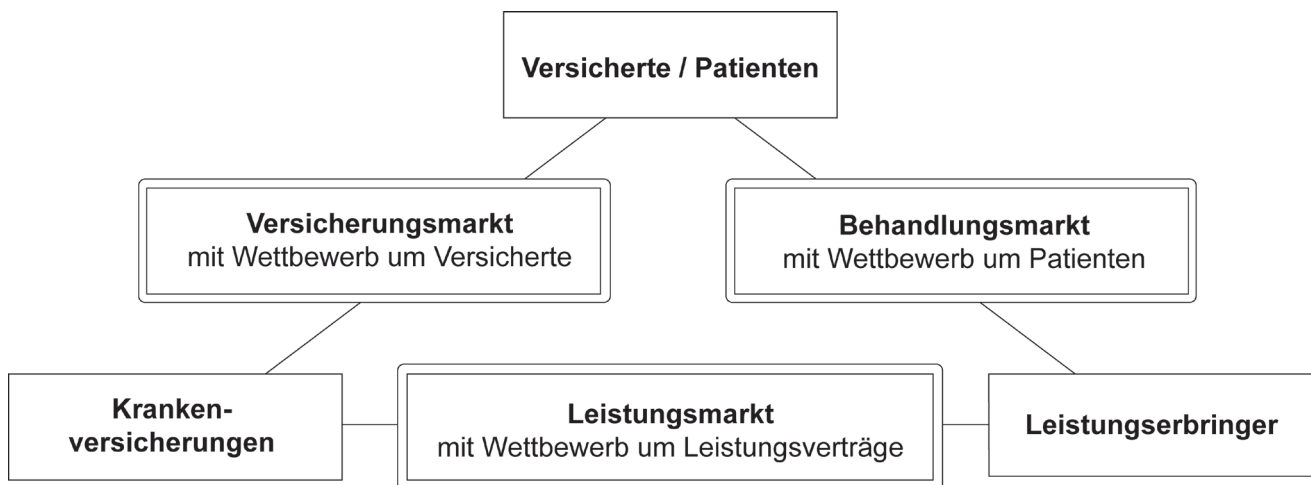 Versicherte / Patienten
Versicherungsmarkt
mit Wettbewerb um Versicherte
Behandlungsmarkt
mit Wettbewerb um Patienten
Kranken-
versicherungen
Leistungsmarkt
mit Wettbewerb um Leistungsverträge
Leistungserbringer